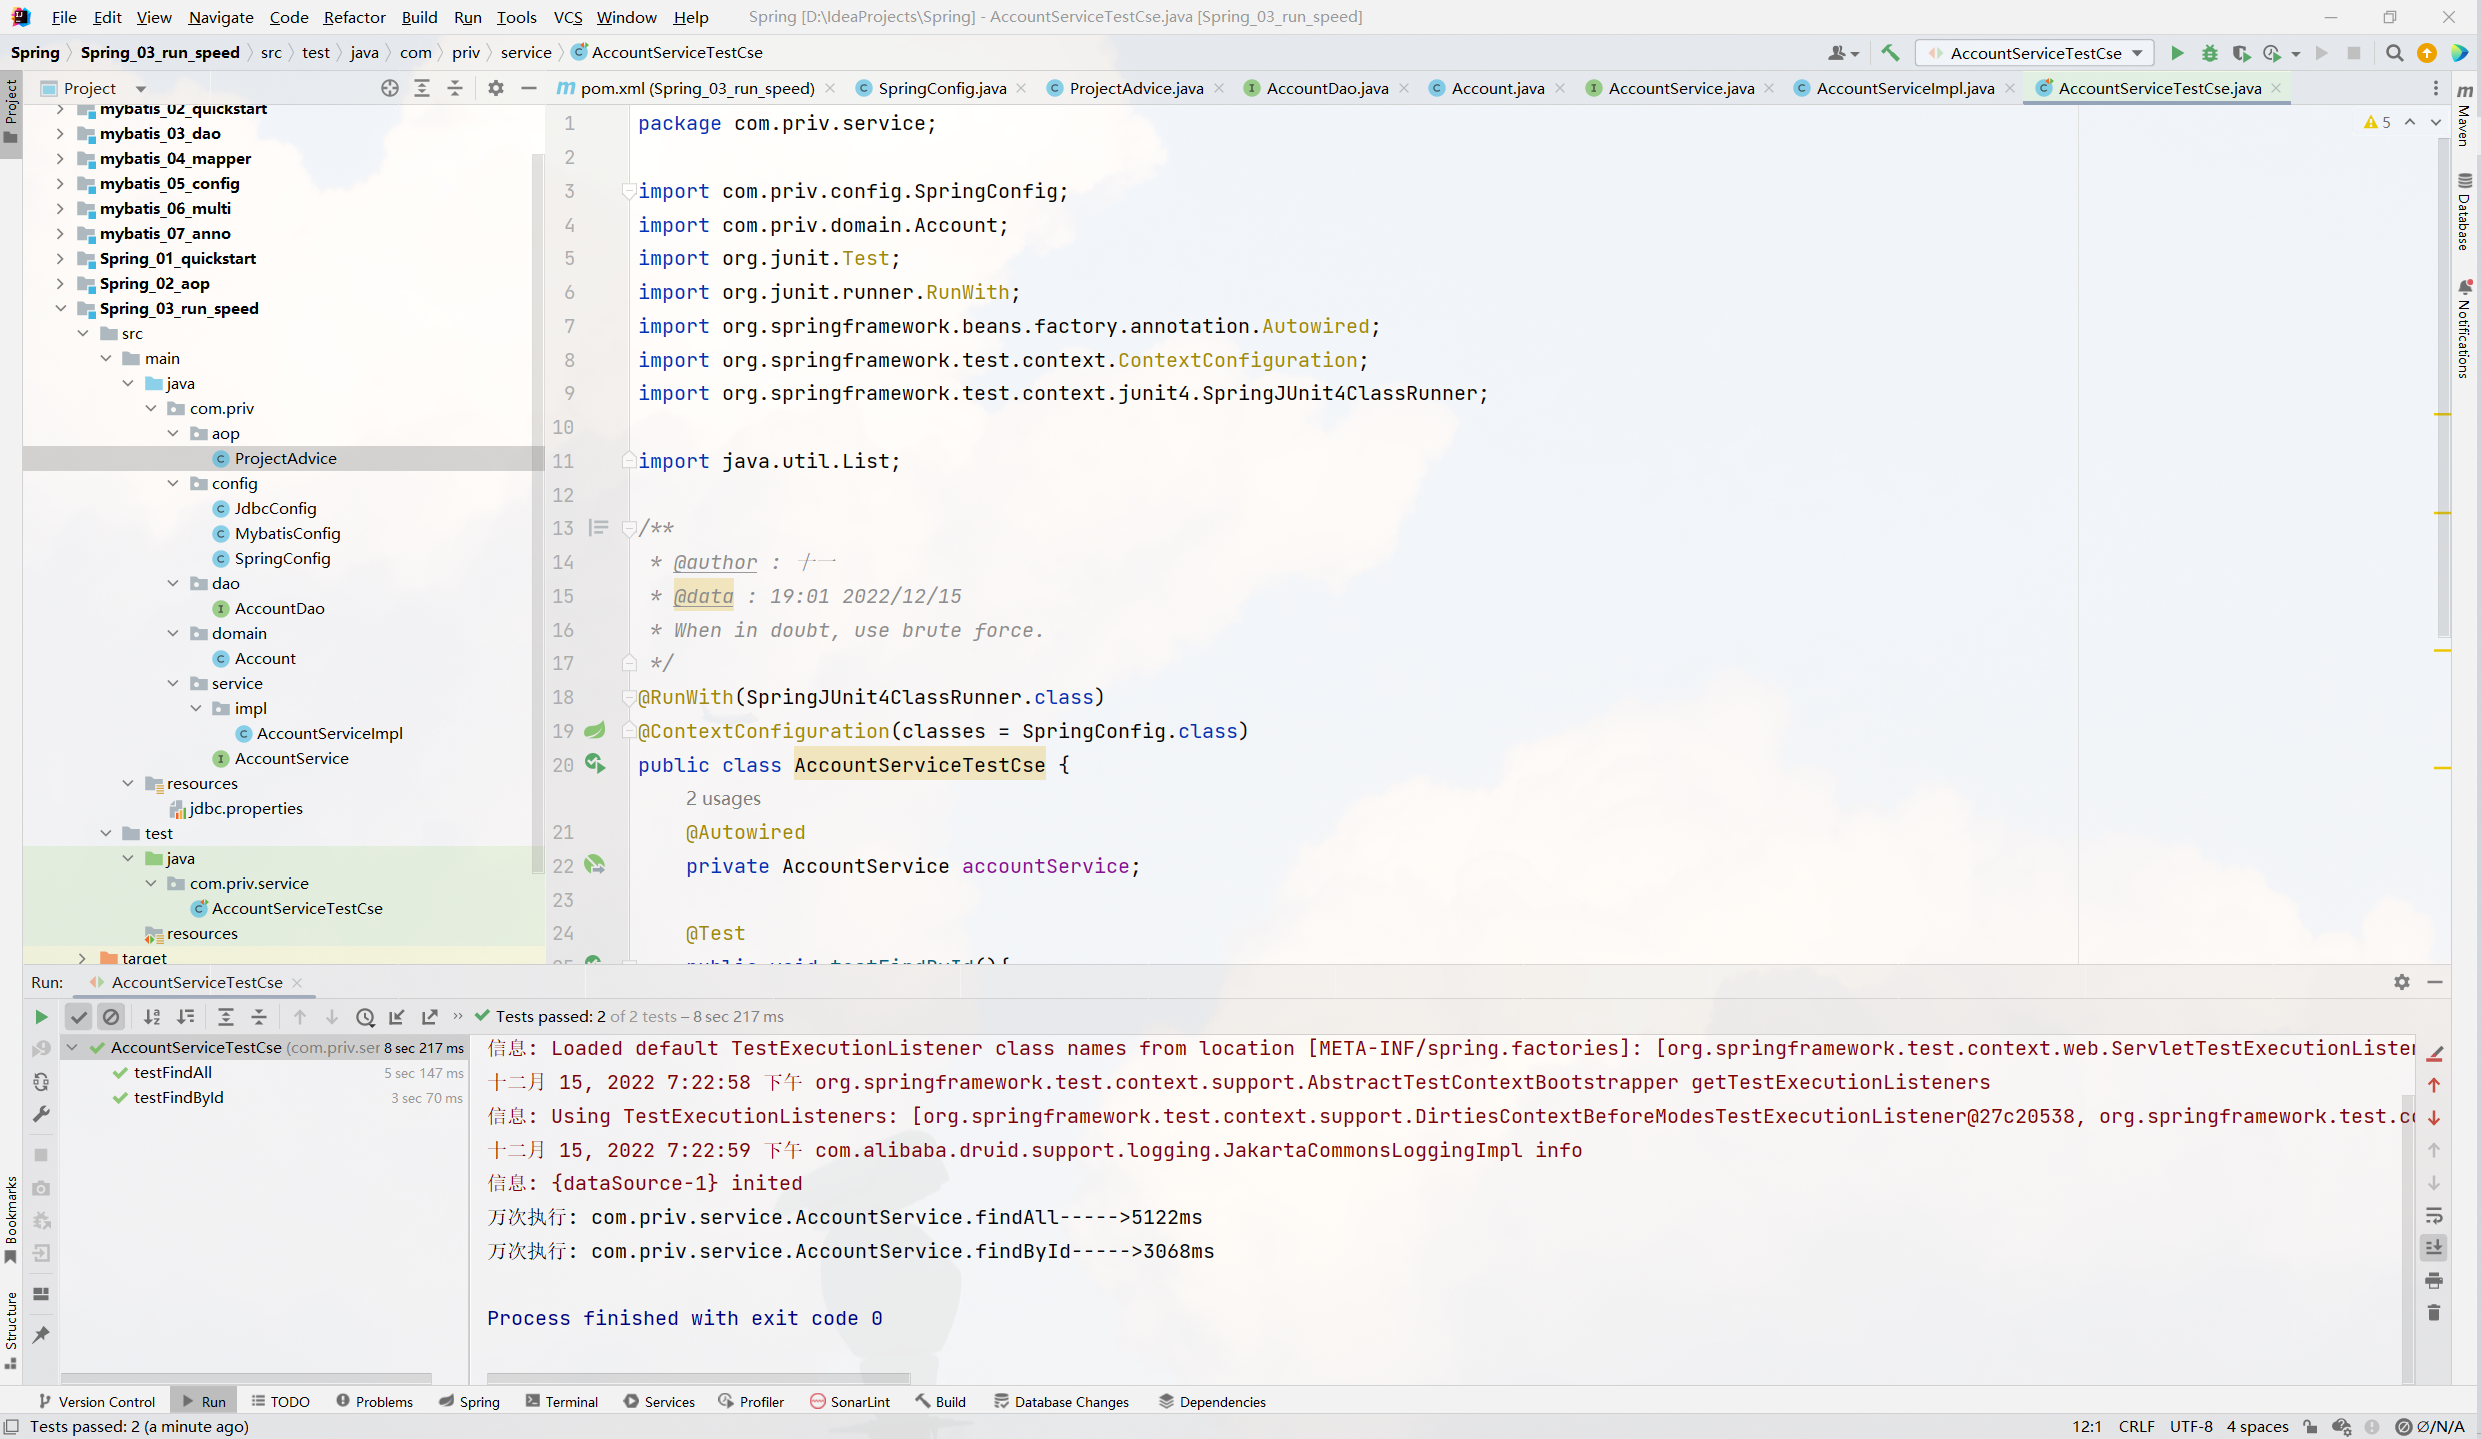 File Edit View Navigate Code Refactor Build Run Tools VCS Window Help Spring [D:\IdeaProjects\Spring] - AccountServiceTestCse.java [Spring_03_run_speed]
Spring Spring_03_run_speed src test java com priv service AccountServiceTestCse AccountServiceTestCse
Project pom.xml (Spring_03_run_speed) SpringConfig.java ProjectAdvice.java AccountDao.java Account.java AccountService.java AccountServiceImpl.java AccountServiceTestCse.java
Project
Bookmarks
Structure
mybatis_02_quickstart
mybatis_03_dao
mybatis_04_mapper
mybatis_05_config
mybatis_06_multi
mybatis_07_anno
Spring_01_quickstart
Spring_02_aop
Spring_03_run_speed
src
main
java
com.priv
aop
ProjectAdvice
config
JdbcConfig
MybatisConfig
SpringConfig
dao
AccountDao
domain
Account
service
impl
AccountServiceImpl
AccountService
resources
jdbc.properties
test
java
com.priv.service
AccountServiceTestCse
resources
target
1 package com.priv.service;
2
3 import com.priv.config.SpringConfig;
4 import com.priv.domain.Account;
5 import org.junit.Test;
6 import org.junit.runner.RunWith;
7 import org.springframework.beans.factory.annotation.Autowired;
8 import org.springframework.test.context.ContextConfiguration;
9 import org.springframework.test.context.junit4.SpringJUnit4ClassRunner;
10
11 import java.util.List;
12
13 /**
14 * @author : 十一
15 * @data : 19:01 2022/12/15
16 * When in doubt, use brute force.
17 */
18 @RunWith(SpringJUnit4ClassRunner.class)
19 @ContextConfiguration(classes = SpringConfig.class)
20 public class AccountServiceTestCse {
2 usages
21 @Autowired
22 private AccountService accountService;
23
24 @Test
25 public void testFindById(){
5
Maven
Database
Notifications
Run: AccountServiceTestCse
Tests passed: 2 of 2 tests – 8 sec 217 ms
AccountServiceTestCse (com.priv.ser 8 sec 217 ms
testFindAll 5 sec 147 ms
testFindById 3 sec 70 ms
信息: Loaded default TestExecutionListener class names from location [META-INF/spring.factories]: [org.springframework.test.context.web.ServletTestExecutionListen
十二月 15, 2022 7:22:58 下午 org.springframework.test.context.support.AbstractTestContextBootstrapper getTestExecutionListeners
信息: Using TestExecutionListeners: [org.springframework.test.context.support.DirtiesContextBeforeModesTestExecutionListener@27c20538, org.springframework.test.co
十二月 15, 2022 7:22:59 下午 com.alibaba.druid.support.logging.JakartaCommonsLoggingImpl info
信息: {dataSource-1} inited
万次执行: com.priv.service.AccountService.findAll----->5122ms
万次执行: com.priv.service.AccountService.findById----->3068ms
Process finished with exit code 0
Version Control Run TODO Problems Spring Terminal Services Profiler SonarLint Build Database Changes Dependencies
Tests passed: 2 (a minute ago) 12:1 CRLF UTF-8 4 spaces ∅/N/A